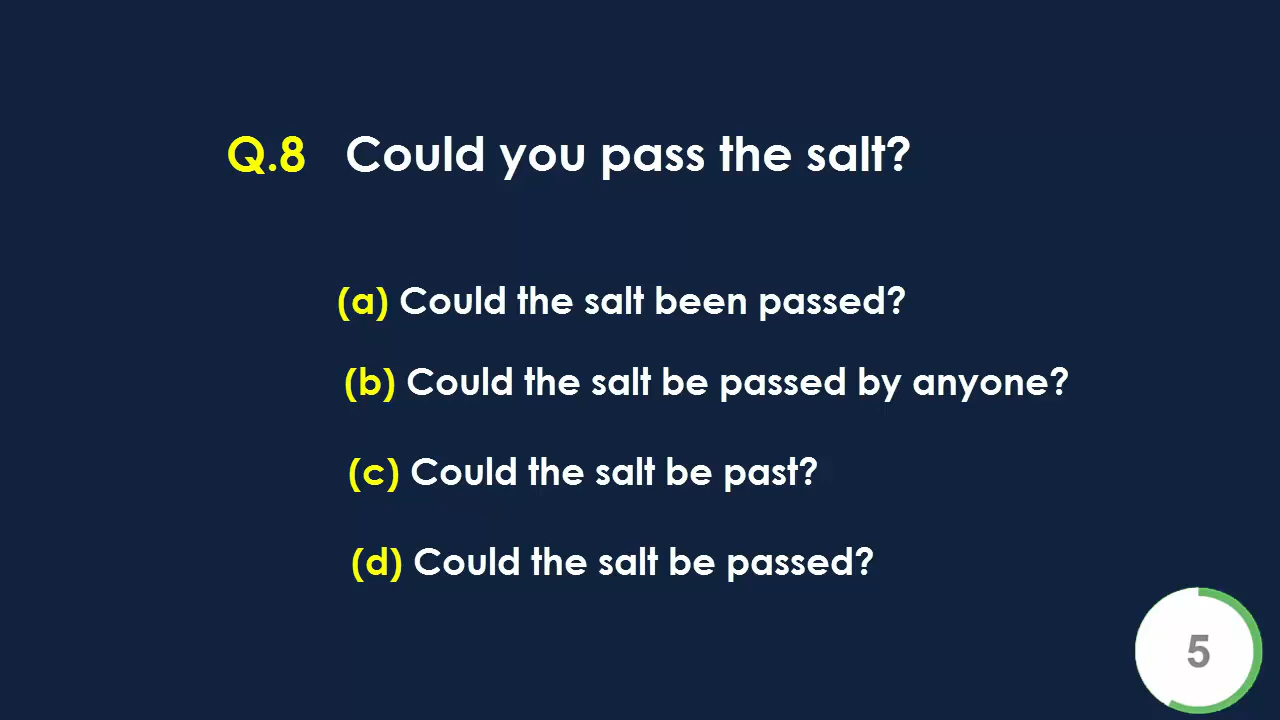 Q.8 Could you pass the salt?
(a) Could the salt been passed?
(b) Could the salt be passed by anyone?
(c) Could the salt be past?
(d) Could the salt be passed?
5